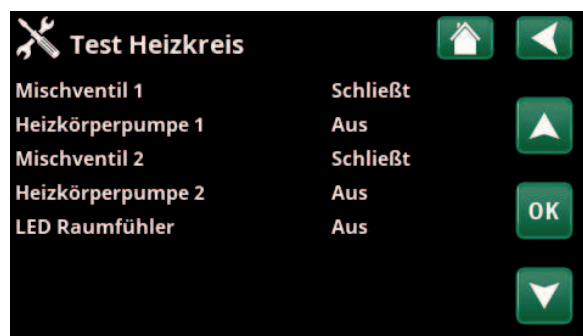 Test Heizkreis
Mischventil 1 Schließt
Heizkörperpumpe 1 Aus
Mischventil 2 Schließt
Heizkörperpumpe 2 Aus
LED Raumfühler Aus
OK